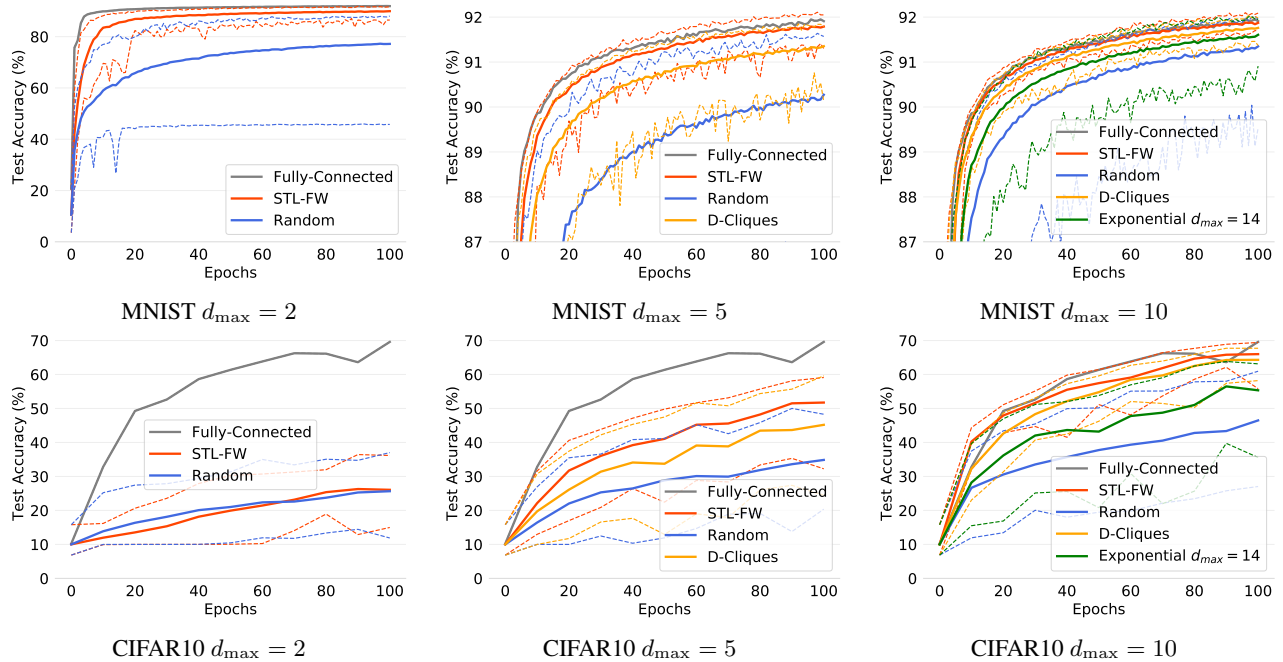 Test Accuracy (%)
80
60
40
20
0
0 20 40 60 80 100
Epochs
Fully-Connected
STL-FW
Random
MNIST d_max = 2
Test Accuracy (%)
92
91
90
89
88
87
0 20 40 60 80 100
Epochs
Fully-Connected
STL-FW
Random
D-Cliques
MNIST d_max = 5
Test Accuracy (%)
92
91
90
89
88
87
0 20 40 60 80 100
Epochs
Fully-Connected
STL-FW
Random
D-Cliques
Exponential d_max = 14
MNIST d_max = 10
Test Accuracy (%)
70
60
50
40
30
20
10
0
0 20 40 60 80 100
Epochs
Fully-Connected
STL-FW
Random
CIFAR10 d_max = 2
Test Accuracy (%)
70
60
50
40
30
20
10
0
0 20 40 60 80 100
Epochs
Fully-Connected
STL-FW
Random
D-Cliques
CIFAR10 d_max = 5
Test Accuracy (%)
70
60
50
40
30
20
10
0
0 20 40 60 80 100
Epochs
Fully-Connected
STL-FW
Random
D-Cliques
Exponential d_max = 14
CIFAR10 d_max = 10